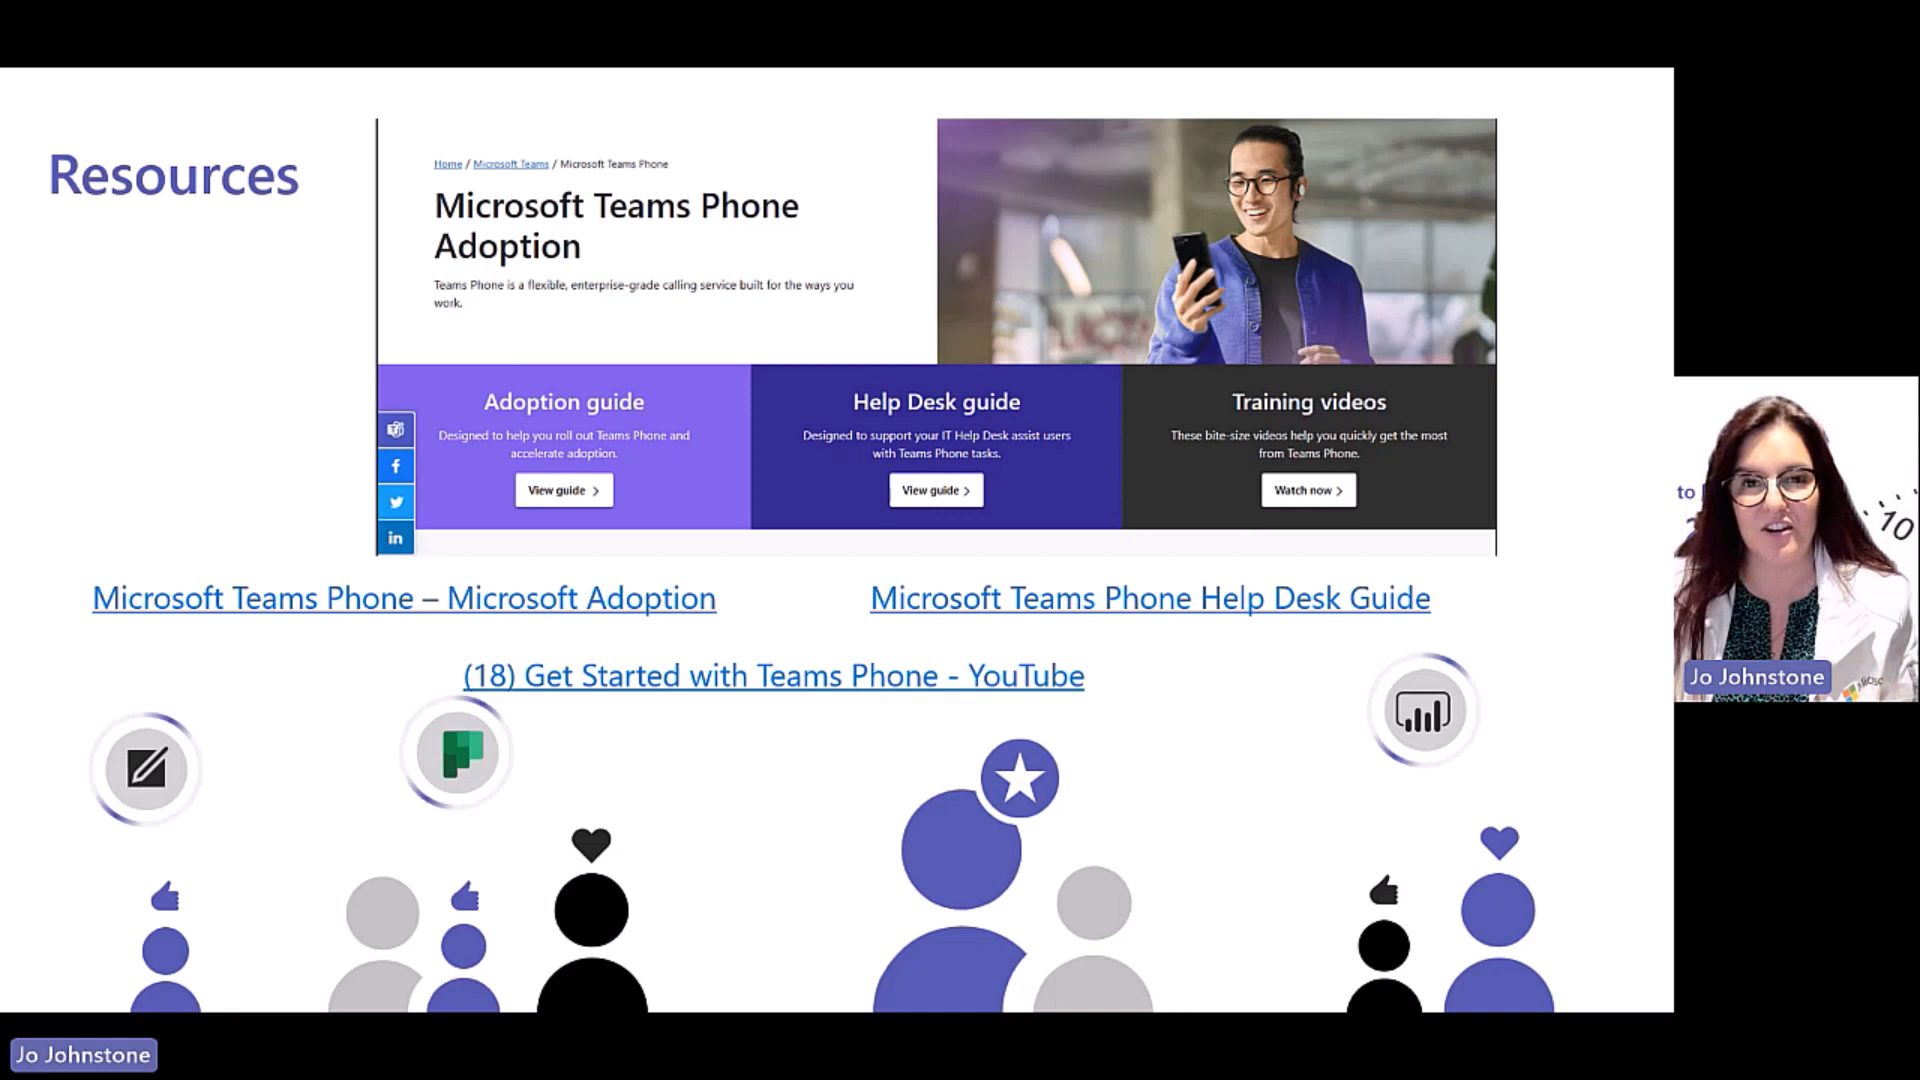 Resources
Home / Microsoft Teams / Microsoft Teams Phone
Microsoft Teams Phone
Adoption
Teams Phone is a flexible, enterprise-grade calling service built for the ways you
work.
Adoption guide
Designed to help you roll out Teams Phone and
accelerate adoption.
View guide >
Help Desk guide
Designed to support your IT Help Desk assist users
with Teams Phone tasks.
View guide >
Training videos
These bite-size videos help you quickly get the most
from Teams Phone.
Watch now >
f
in
Microsoft Teams Phone – Microsoft Adoption
Microsoft Teams Phone Help Desk Guide
(18) Get Started with Teams Phone - YouTube
to
10
Jo Johnstone
Jo Johnstone